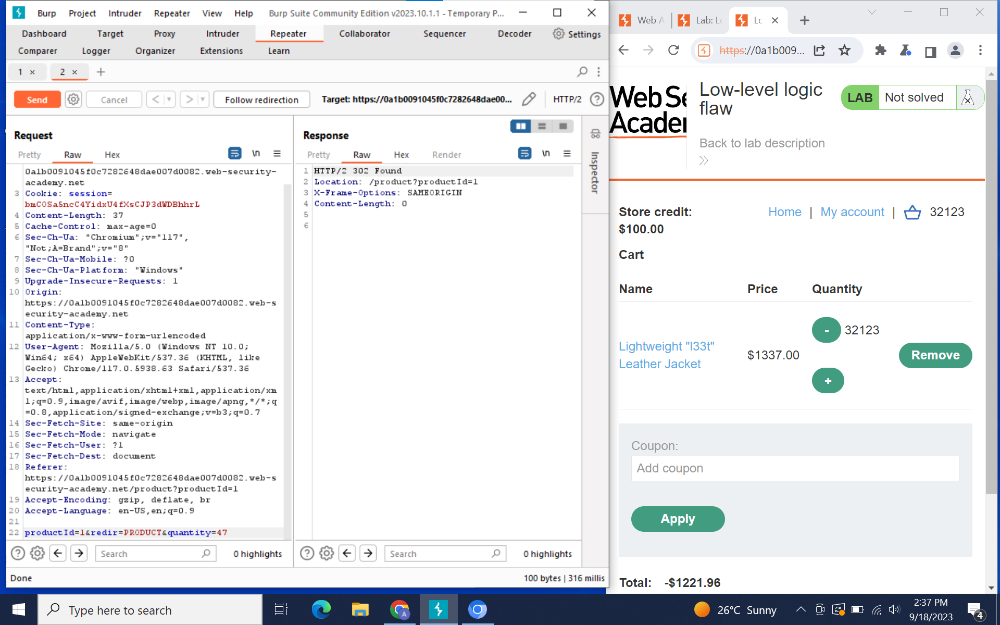 Burp Project Intruder Repeater View Help Burp Suite Community Edition v2023.10.1.1 - Temporary P...
Dashboard Target Proxy Intruder Repeater Collaborator Sequencer Decoder Settings
Comparer Logger Organizer Extensions Learn
1 × 2 × +
Send Cancel < > Follow redirection Target: https://0a1b0091045f0c7282648dae00... HTTP/2 ?
Request
Pretty Raw Hex \n
0a1b0091045f0c7282648dae007d0082.web-security-
academy.net
3 Cookie: session=
bmC0Sa5ncC4YidxU4fXsCJP3dWDBhhrL
4 Content-Length: 37
5 Cache-Control: max-age=0
6 Sec-Ch-Ua: "Chromium";v="117",
"Not;A=Brand";v="8"
7 Sec-Ch-Ua-Mobile: ?0
8 Sec-Ch-Ua-Platform: "Windows"
9 Upgrade-Insecure-Requests: 1
10 Origin:
https://0a1b0091045f0c7282648dae007d0082.web-s
ecurity-academy.net
11 Content-Type:
application/x-www-form-urlencoded
12 User-Agent: Mozilla/5.0 (Windows NT 10.0;
Win64; x64) AppleWebKit/537.36 (KHTML, like
Gecko) Chrome/117.0.5938.63 Safari/537.36
13 Accept:
text/html,application/xhtml+xml,application/xm
l;q=0.9,image/avif,image/webp,image/apng,*/*;q
=0.8,application/signed-exchange;v=b3;q=0.7
14 Sec-Fetch-Site: same-origin
15 Sec-Fetch-Mode: navigate
16 Sec-Fetch-User: ?1
17 Sec-Fetch-Dest: document
18 Referer:
https://0a1b0091045f0c7282648dae007d0082.web-s
ecurity-academy.net/product?productId=1
19 Accept-Encoding: gzip, deflate, br
20 Accept-Language: en-US,en;q=0.9
21
22 productId=1&redir=PRODUCT&quantity=47
? Search 0 highlights
Response
Pretty Raw Hex Render \n
1 HTTP/2 302 Found
2 Location: /product?productId=1
3 X-Frame-Options: SAMEORIGIN
4 Content-Length: 0
5
6
? Search 0 highlights
Inspector
Done 100 bytes | 316 millis
Web A Lab: Lo Lo
https://0a1b009...
Web Se
Acader
Low-level logic
flaw
LAB Not solved
Back to lab description
Store credit:
$100.00
Home | My account | 32123
Cart
Name Price Quantity
Lightweight "l33t"
Leather Jacket
$1337.00
- 32123
+
Remove
Coupon:
Add coupon
Apply
Total: -$1221.96
Type here to search
A
26°C Sunny
2:37 PM
9/18/2023
4